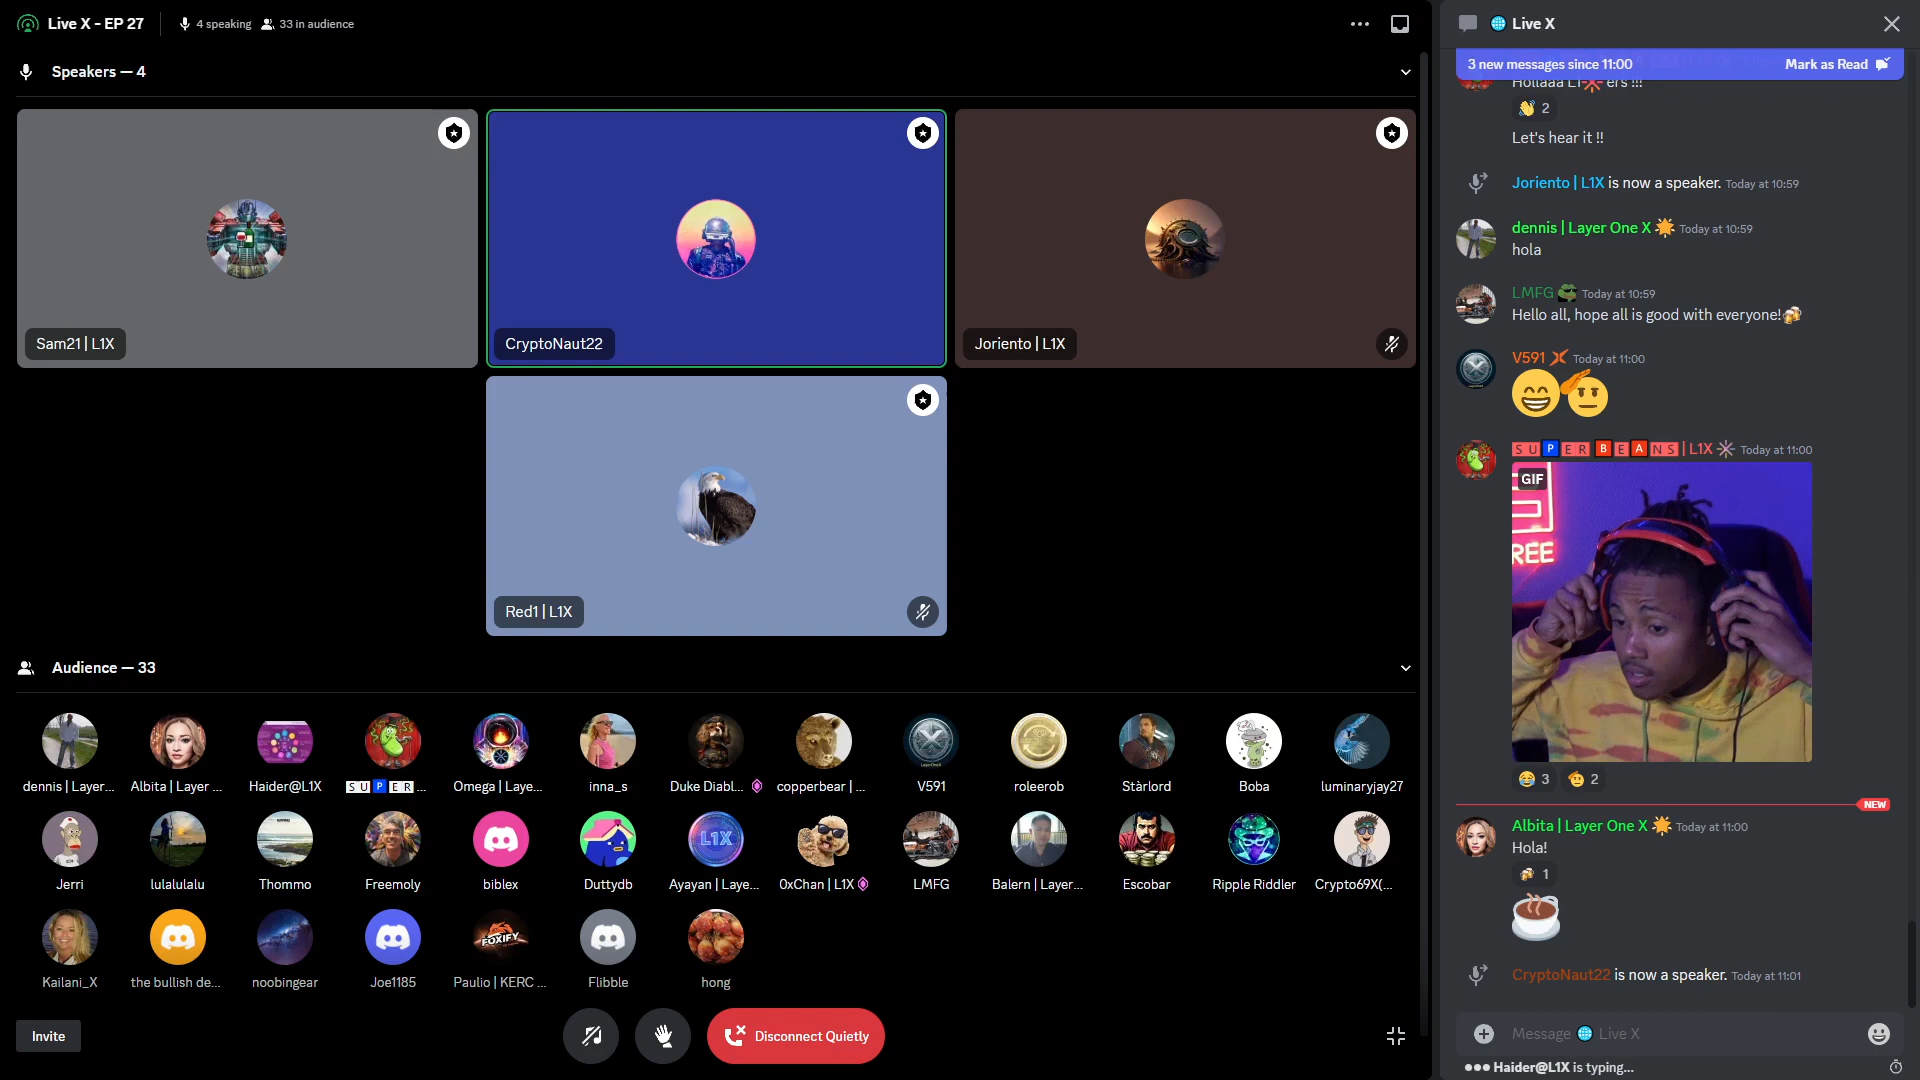 Live X - EP 27
4 speaking
33 in audience
Speakers — 4
Sam21 | L1X
CryptoNaut22
Joriento | L1X
Red1 | L1X
Audience — 33
dennis | Layer...
Albita | Layer ...
Haider@L1X
SUPER...
Omega | Laye...
inna_s
Duke Diabl...
copperbear | ...
V591
roleerob
Stàrlord
Boba
luminaryjay27
L1X
Jerri
lulalulalu
Thommo
Freemoly
biblex
Duttydb
Ayayan | Laye...
0xChan | L1X
LMFG
Balern | Layer...
Escobar
Ripple Riddler
Crypto69X(...
FOXIFY
Kailani_X
the bullish de...
noobingear
Joe1185
Paulio | KERC ...
Flibble
hong
Invite
Disconnect Quietly
Live X
3 new messages since 11:00
Mark as Read
2
Let's hear it !!
Joriento | L1X is now a speaker. Today at 10:59
dennis | Layer One X Today at 10:59
hola
LMFG Today at 10:59
Hello all, hope all is good with everyone!
V591 Today at 11:00
SUPER BEANS | L1X Today at 11:00
GIF
REE
3
2
NEW
Albita | Layer One X Today at 11:00
Hola!
1
CryptoNaut22 is now a speaker. Today at 11:01
Message Live X
Haider@L1X is typing...